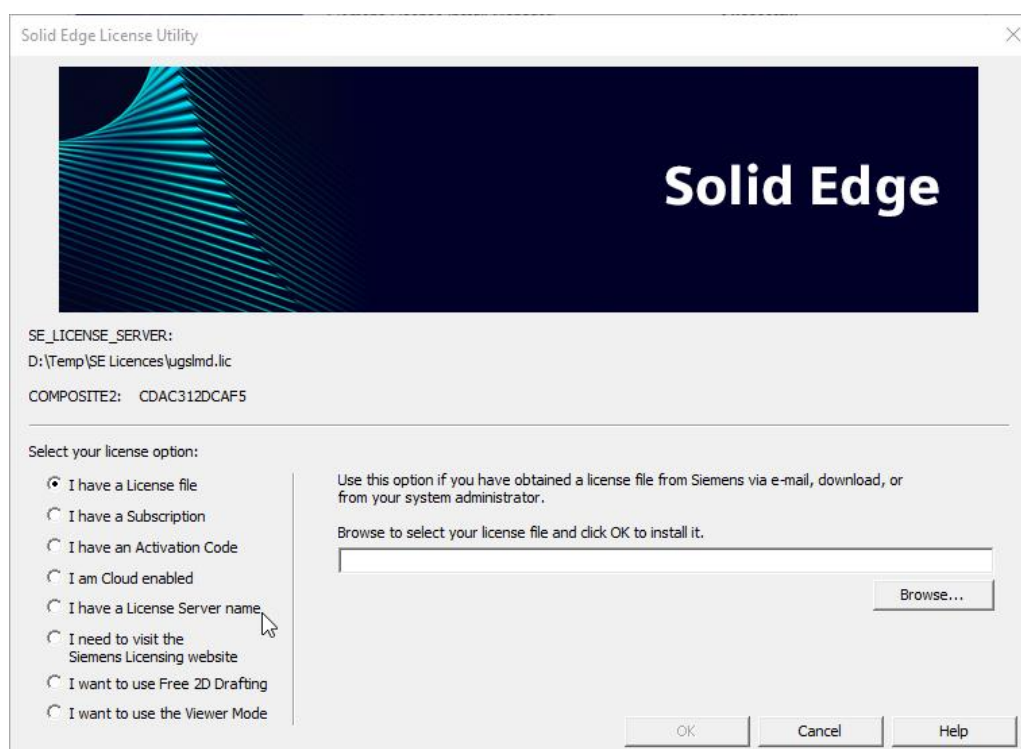 Solid Edge License Utility
Solid Edge
SE_LICENSE_SERVER:
D:\Temp\SE Licences\ugslmd.lic
COMPOSITE2: CDAC312DCAF5
Select your license option:
I have a License file
I have a Subscription
I have an Activation Code
I am Cloud enabled
I have a License Server name
I need to visit the
Siemens Licensing website
I want to use Free 2D Drafting
I want to use the Viewer Mode
Use this option if you have obtained a license file from Siemens via e-mail, download, or
from your system administrator.
Browse to select your license file and click OK to install it.
Browse...
OK
Cancel
Help